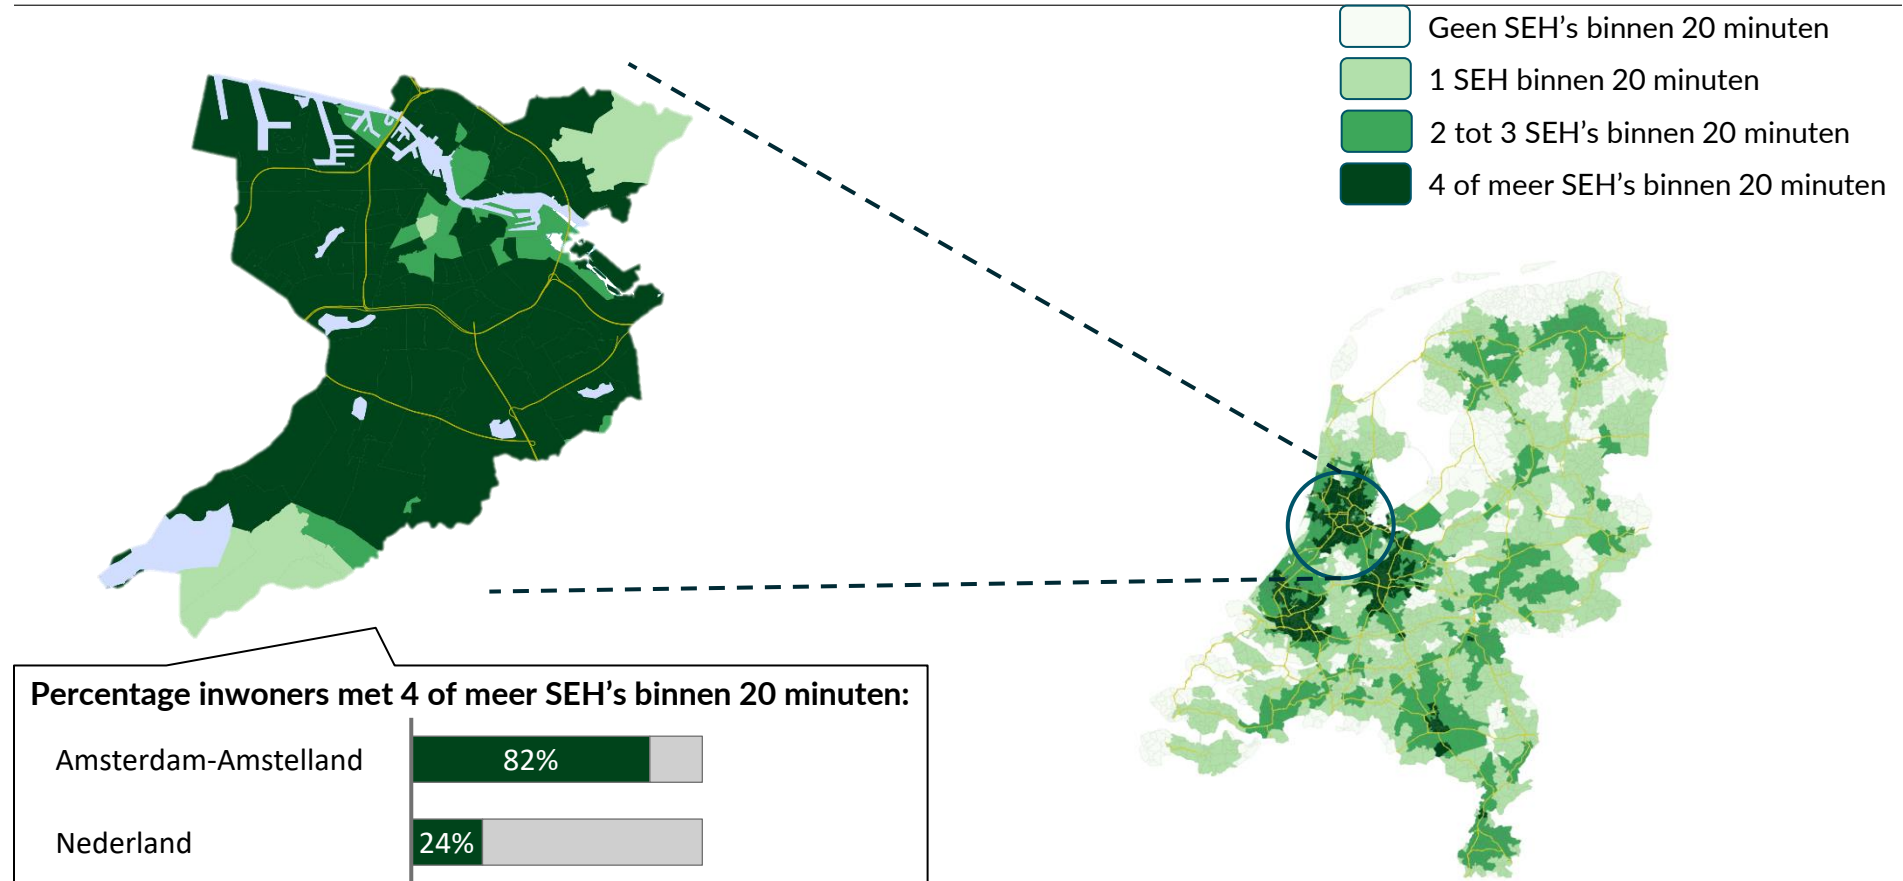 Geen SEH’s binnen 20 minuten
1 SEH binnen 20 minuten
2 tot 3 SEH’s binnen 20 minuten
4 of meer SEH’s binnen 20 minuten
Percentage inwoners met 4 of meer SEH’s binnen 20 minuten:
Amsterdam-Amstelland
82%
Nederland
24%